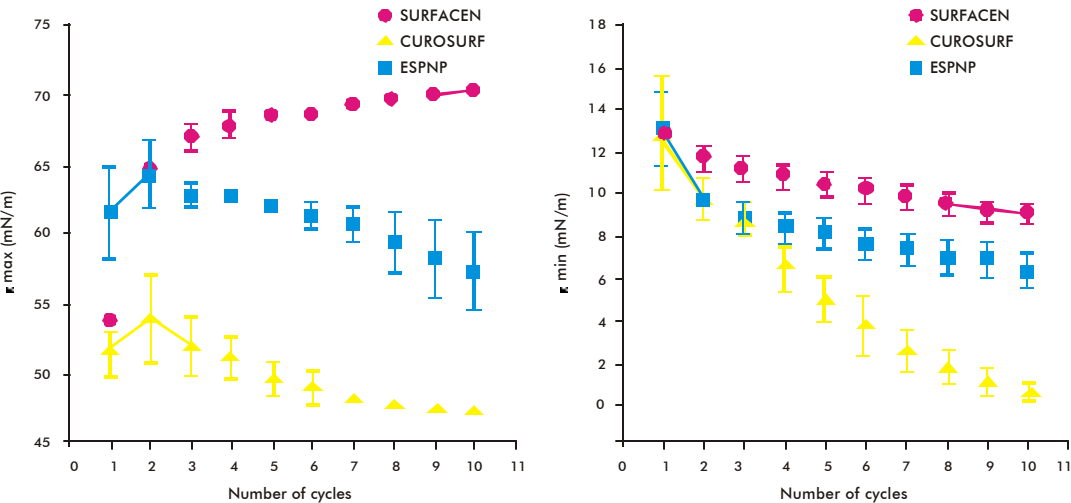 SURFACEN
CUROSURF
ESPNP
75
70
65
60
55
50
45
max (mN/m)
0 1 2 3 4 5 6 7 8 9 10 11
Number of cycles
SURFACEN
CUROSURF
ESPNP
18
16
14
12
10
8
6
4
2
0
min (mN/m)
0 1 2 3 4 5 6 7 8 9 10 11
Number of cycles